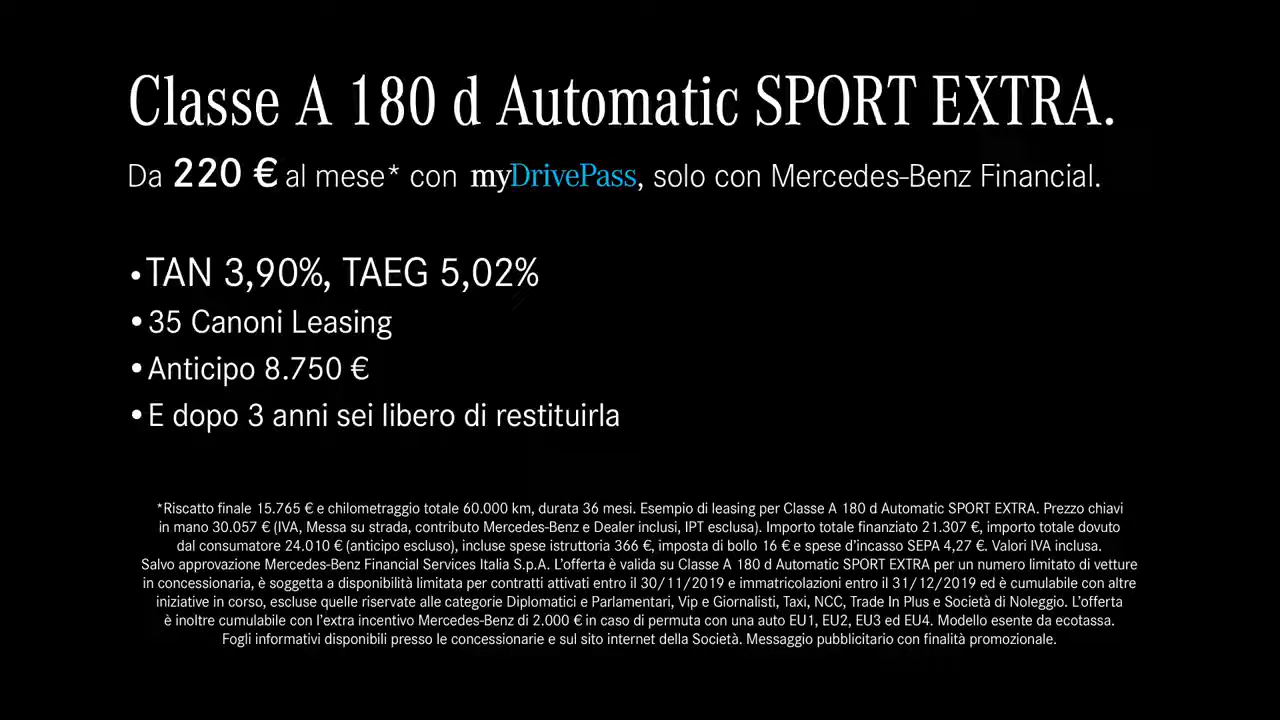 Classe A 180 d Automatic SPORT EXTRA.
Da 220 € al mese* con myDrivePass, solo con Mercedes-Benz Financial.
•TAN 3,90%, TAEG 5,02%
•35 Canoni Leasing
•Anticipo 8.750 €
•E dopo 3 anni sei libero di restituirla
*Riscatto finale 15.765 € e chilometraggio totale 60.000 km, durata 36 mesi. Esempio di leasing per Classe A 180 d Automatic SPORT EXTRA. Prezzo chiavi
in mano 30.057 € (IVA, Messa su strada, contributo Mercedes-Benz e Dealer inclusi, IPT esclusa). Importo totale finanziato 21.307 €, importo totale dovuto
dal consumatore 24.010 € (anticipo escluso), incluse spese istruttoria 366 €, imposta di bollo 16 € e spese d'incasso SEPA 4,27 €. Valori IVA inclusa.
Salvo approvazione Mercedes-Benz Financial Services Italia S.p.A. L'offerta è valida su Classe A 180 d Automatic SPORT EXTRA per un numero limitato di vetture
in concessionaria, è soggetta a disponibilità limitata per contratti attivati entro il 30/11/2019 e immatricolazioni entro il 31/12/2019 ed è cumulabile con altre
iniziative in corso, escluse quelle riservate alle categorie Diplomatici e Parlamentari, Vip e Giornalisti, Taxi, NCC, Trade In Plus e Società di Noleggio. L'offerta
è inoltre cumulabile con l'extra incentivo Mercedes-Benz di 2.000 € in caso di permuta con una auto EU1, EU2, EU3 ed EU4. Modello esente da ecotassa.
Fogli informativi disponibili presso le concessionarie e sul sito internet della Società. Messaggio pubblicitario con finalità promozionale.